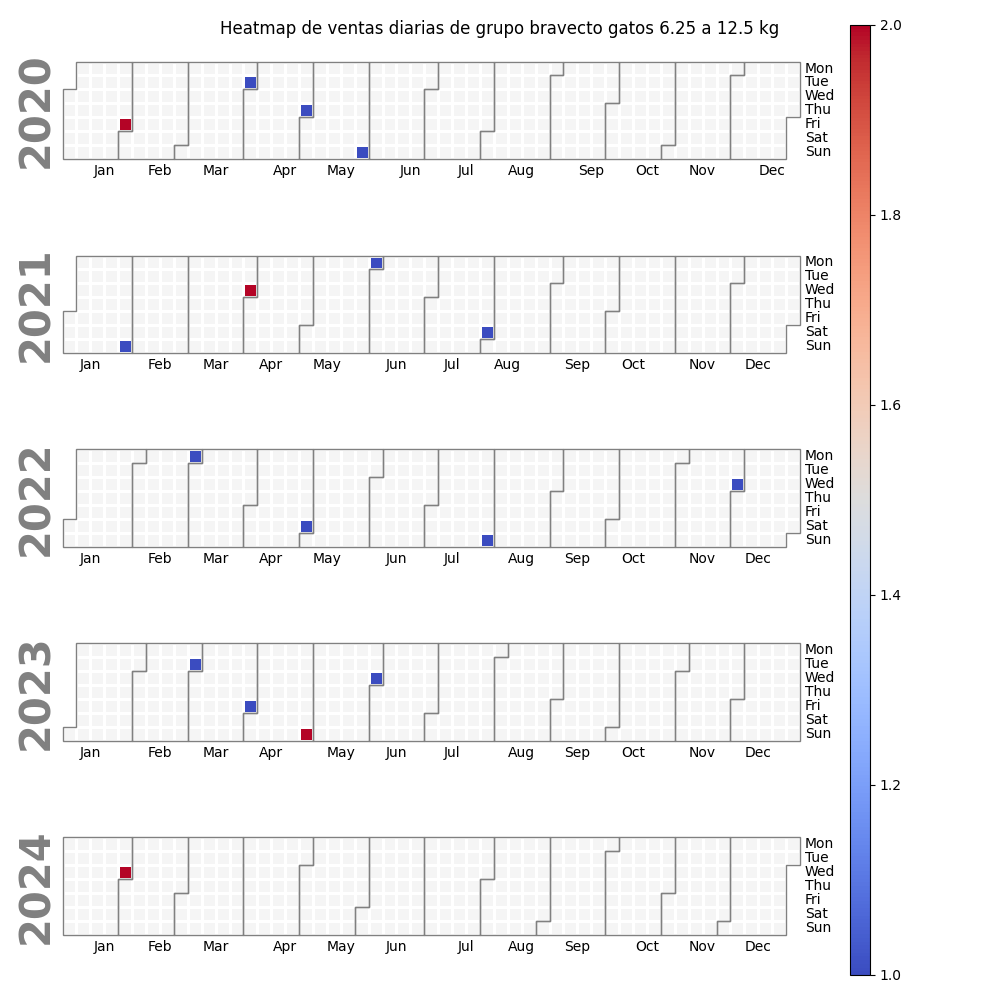 Heatmap de ventas diarias de grupo bravecto gatos 6.25 a 12.5 kg
2020
Mon
Tue
Wed
Thu
Fri
Sat
Sun
Jan Feb Mar Apr May Jun Jul Aug Sep Oct Nov Dec
2021
Mon
Tue
Wed
Thu
Fri
Sat
Sun
Jan Feb Mar Apr May Jun Jul Aug Sep Oct Nov Dec
2022
Mon
Tue
Wed
Thu
Fri
Sat
Sun
Jan Feb Mar Apr May Jun Jul Aug Sep Oct Nov Dec
2023
Mon
Tue
Wed
Thu
Fri
Sat
Sun
Jan Feb Mar Apr May Jun Jul Aug Sep Oct Nov Dec
2024
Mon
Tue
Wed
Thu
Fri
Sat
Sun
Jan Feb Mar Apr May Jun Jul Aug Sep Oct Nov Dec
2.0
1.8
1.6
1.4
1.2
1.0